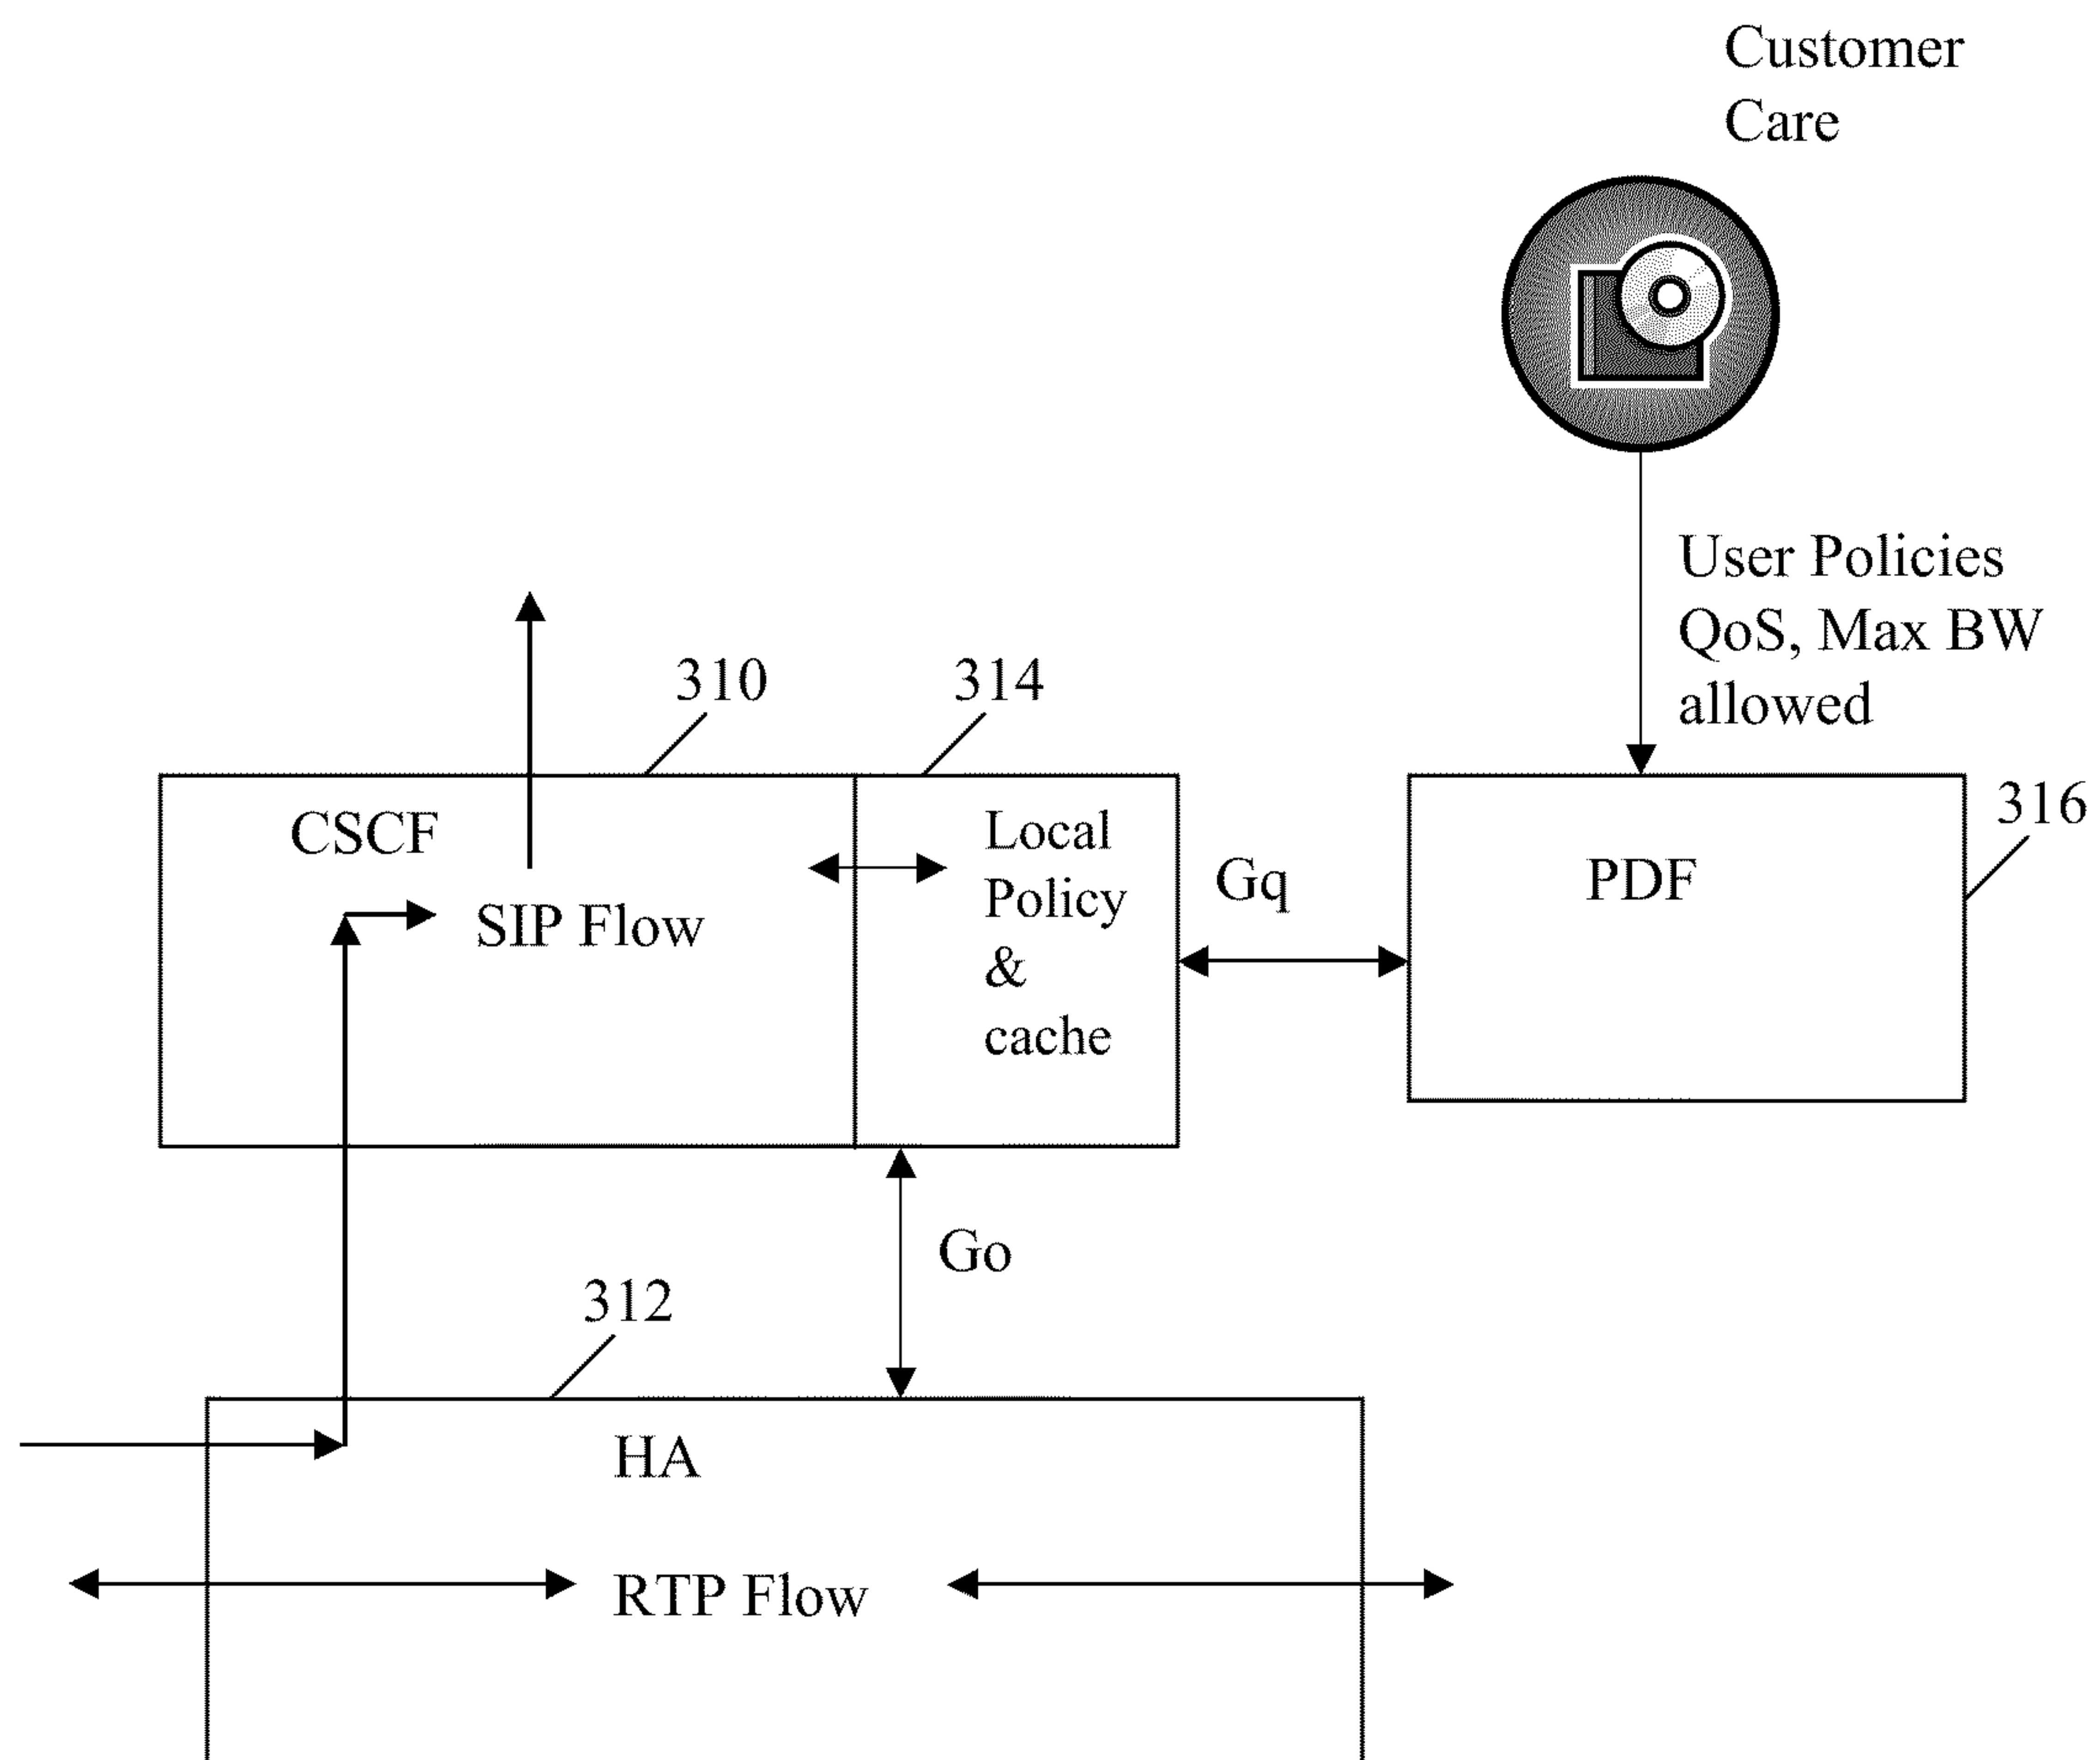 Customer
Care
User Policies
QoS, Max BW
allowed
310
314
316
CSCF
SIP Flow
Local
Policy
&
cache
Gq
PDF
Go
312
HA
RTP Flow